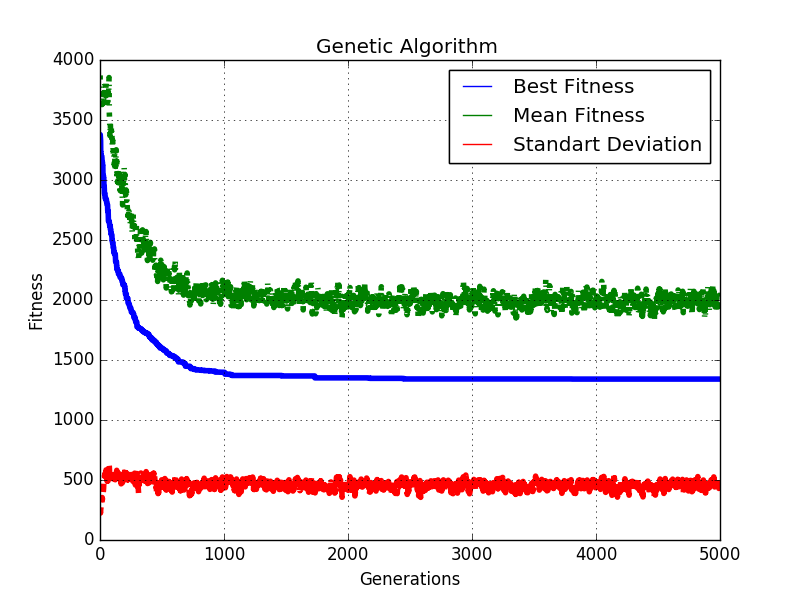 Genetic Algorithm
4000
3500
3000
2500
2000
1500
1000
500
0
Fitness
Best Fitness
Mean Fitness
Standart Deviation
0 1000 2000 3000 4000 5000
Generations